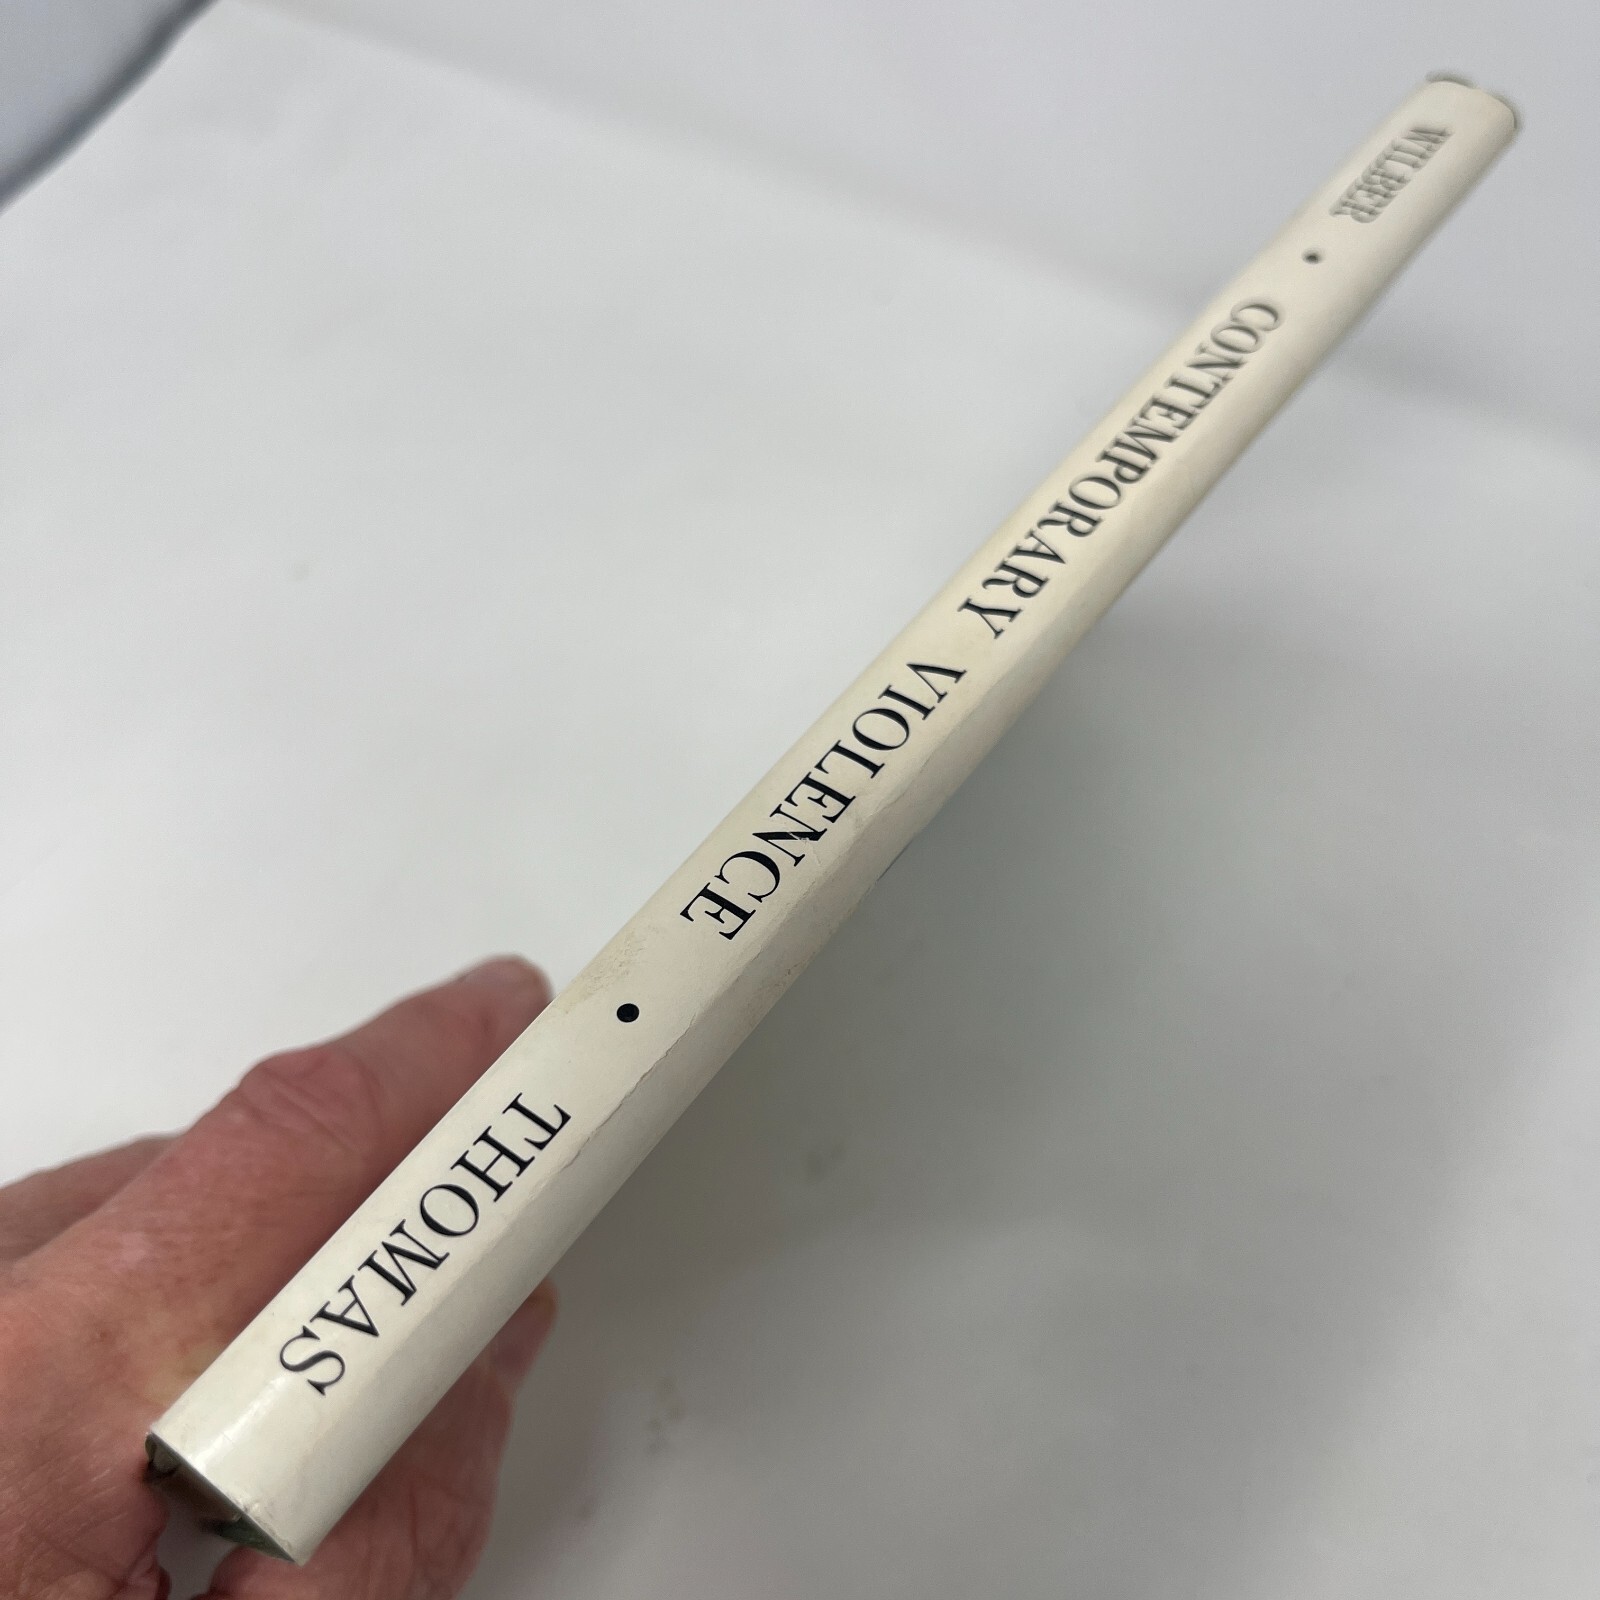 WILBER • CONTEMPORARY VIOLENCE • THOMAS